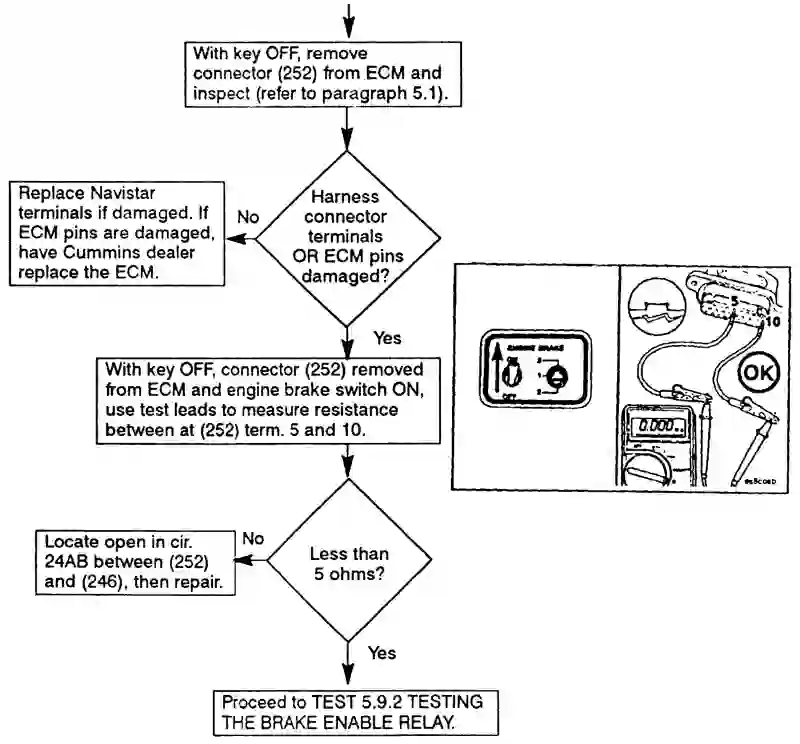 With key OFF, remove
connector (252) from ECM and
inspect (refer to paragraph 5.1).
Replace Navistar
terminals if damaged. If
ECM pins are damaged,
have Cummins dealer
replace the ECM.
No
Harness
connector
terminals
OR ECM pins
damaged?
Yes
With key OFF, connector (252) removed
from ECM and engine brake switch ON,
use test leads to measure resistance
between at (252) term. 5 and 10.
ENGINE BRAKE
ON
OFF
3
1
2
5
10
OK
0.000
Locate open in cir.
24AB between (252)
and (246), then repair.
No
Less than
5 ohms?
Yes
Proceed to TEST 5.9.2 TESTING
THE BRAKE ENABLE RELAY.